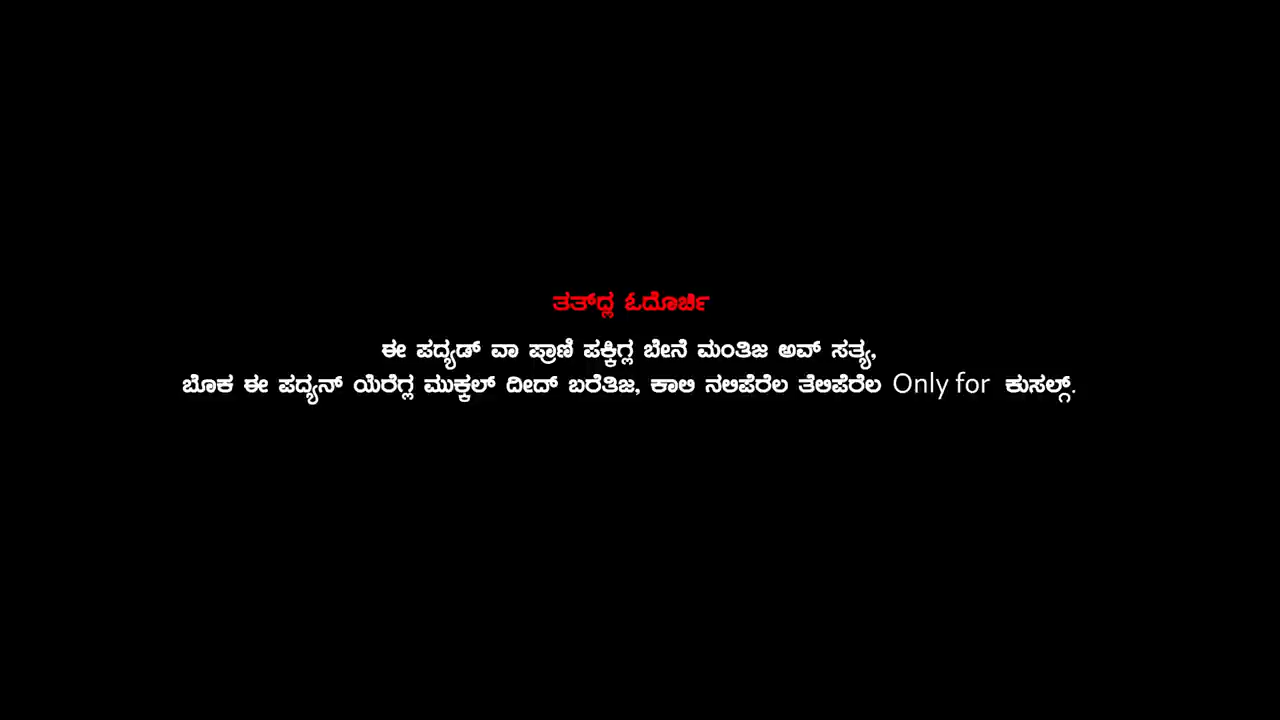 ತತ್‌ದ್ಲ ಓದೊರ್ಚಿ
ಈ ಪದ್ಯಡ್ ವಾ ಪ್ರಾಣಿ ಪಕ್ಕಿಗ್ಲ ಬೇನೆ ಮಂತಿಜ ಅವ್ ಸತ್ಯ,
ಬೊಕ ಈ ಪದ್ಯನ್ ಯೆರೆಗ್ಲ ಮುಕ್ಕಲ್ ದೀದ್ ಬರೆತಿಜ, ಕಾಲಿ ನಲಿಪೆರೆಲ ತೆಲಿಪೆರೆಲ Only for ಕುಸಲ್ಗ್.